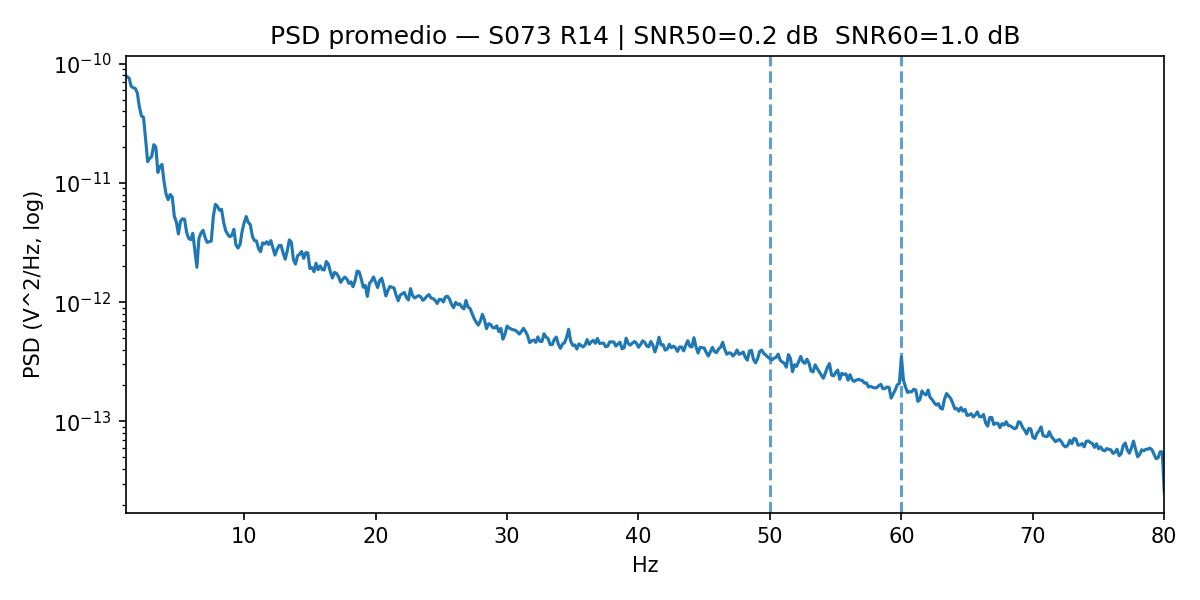 PSD promedio — S073 R14 | SNR50=0.2 dB  SNR60=1.0 dB
PSD (V^2/Hz, log)
10⁻¹⁰
10⁻¹¹
10⁻¹²
10⁻¹³
10 20 30 40 50 60 70 80
Hz